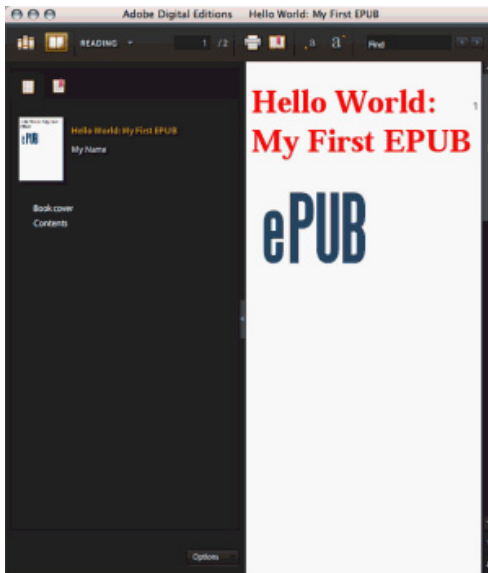 Adobe Digital Editions Hello World: My First EPUB
READING 1 /2 a a Find
Hello World: My First EPUB
My Name
ePUB
Book cover
Contents
Hello World:
My First EPUB
1
ePUB
Options